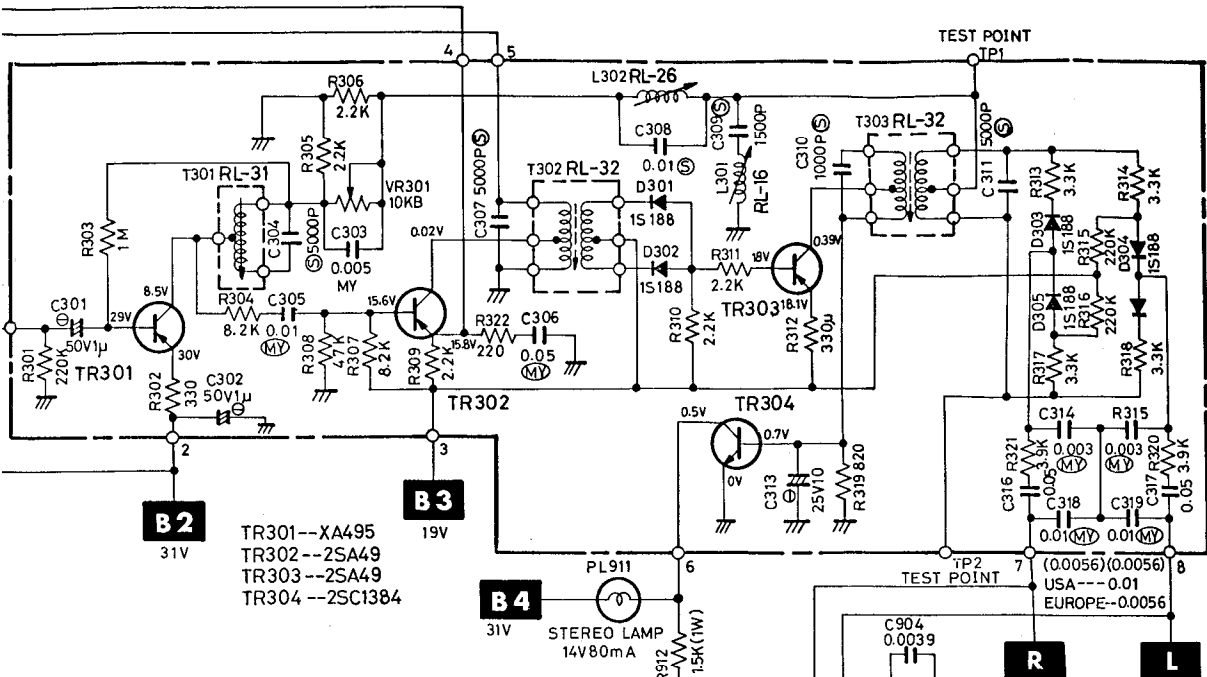 TEST POINT
TP1
4
5
L302 RL-26
R306
2.2K
R305
2.2K
C308
0.01 Ⓢ
C309 Ⓢ
1500P
L301
RL-16
C310
1000P Ⓢ
T303 RL-32
5000P Ⓢ
C311
R313
3.3K
R314
3.3K
T301 RL-31
VR301
10KB
C304
Ⓢ 5000P
C303
0.005
MY
C307 5000P Ⓢ
T302 RL-32
D301
1S188
D302
1S188
R303
1M
0.02V
0.39V
D303
1S188
R315
220K
D304
1S188
R311
2.2K
18V
TR303
18.1V
8.5V
R304
8.2K
C305
0.01
MY
15.6V
15.8V
R322
220
C306
0.05
MY
R310
2.2K
R312
330µ
D305
1S188
R316
220K
C301
50V1µ
29V
30V
R301
220K
TR301
R308
47K
R307
8.2K
R309
2.2K
R317
3.3K
R318
3.3K
R302
330
C302
50V1µ
TR302
0.5V
TR304
0.7V
0V
C313
25V10
R319 820
C314
0.003
MY
R315
0.003
MY
R321
3.9K
R320
3.9K
C316
0.05
C317
0.05
C318
0.01 MY
C319
0.01 MY
2
3
B2
31V
B3
19V
TR301--XA495
TR302--2SA49
TR303--2SA49
TR304--2SC1384
6
TP2
TEST POINT
7
(0.0056)(0.0056)
8
USA---0.01
EUROPE--0.0056
PL911
B4
31V
STEREO LAMP
14V80mA
R912
1.5K(1W)
C904
0.0039
R
L